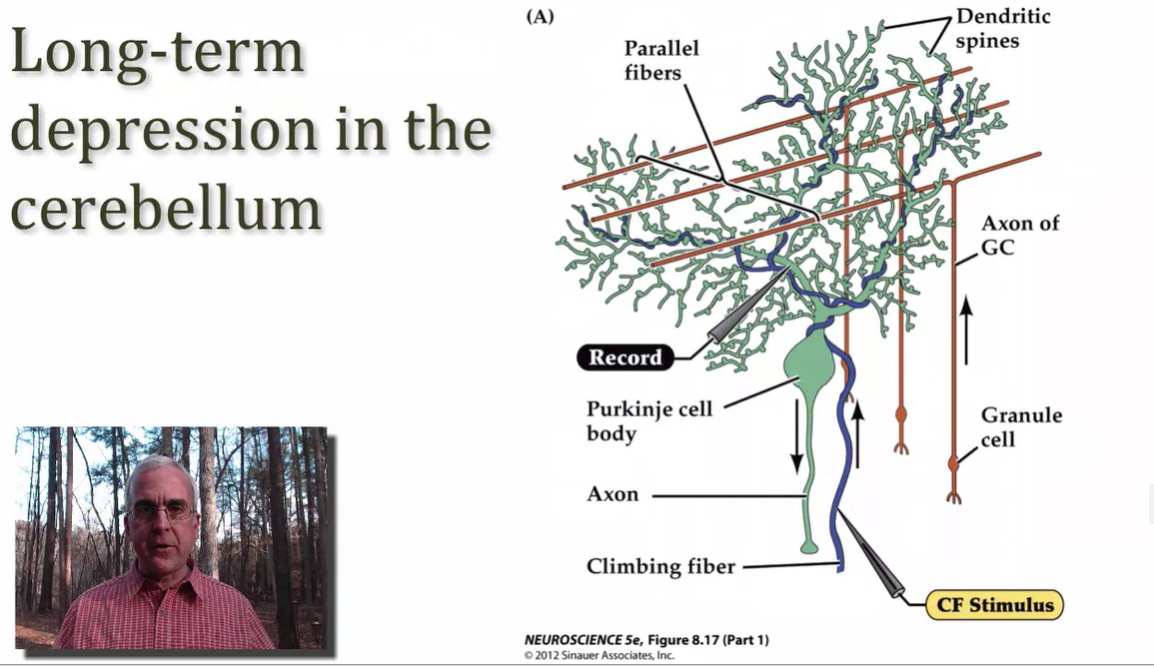 Long-term
depression in the
cerebellum
(A)
Dendritic
spines
Parallel
fibers
Axon of
GC
Record
Purkinje cell
body
Granule
cell
Axon
Climbing fiber
CF Stimulus
NEUROSCIENCE 5e, Figure 8.17 (Part 1)
© 2012 Sinauer Associates, Inc.